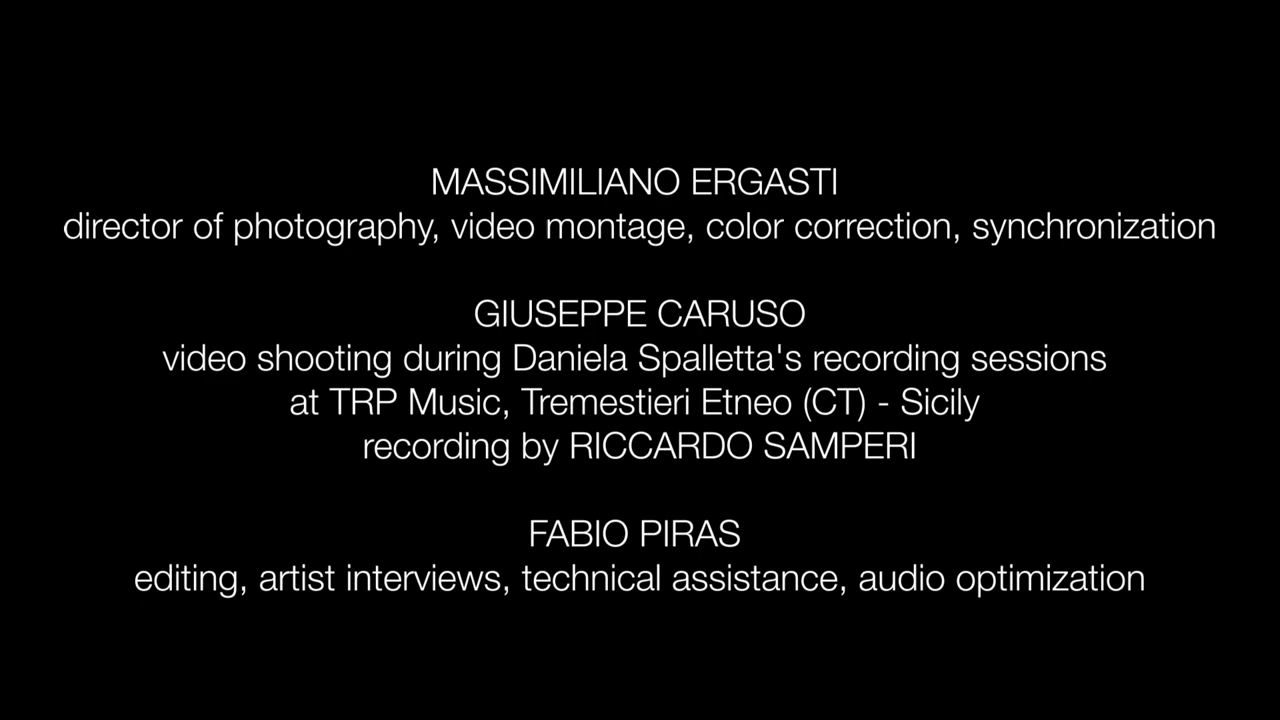 MASSIMILIANO ERGASTI
director of photography, video montage, color correction, synchronization
GIUSEPPE CARUSO
video shooting during Daniela Spalletta's recording sessions
at TRP Music, Tremestieri Etneo (CT) - Sicily
recording by RICCARDO SAMPERI
FABIO PIRAS
editing, artist interviews, technical assistance, audio optimization